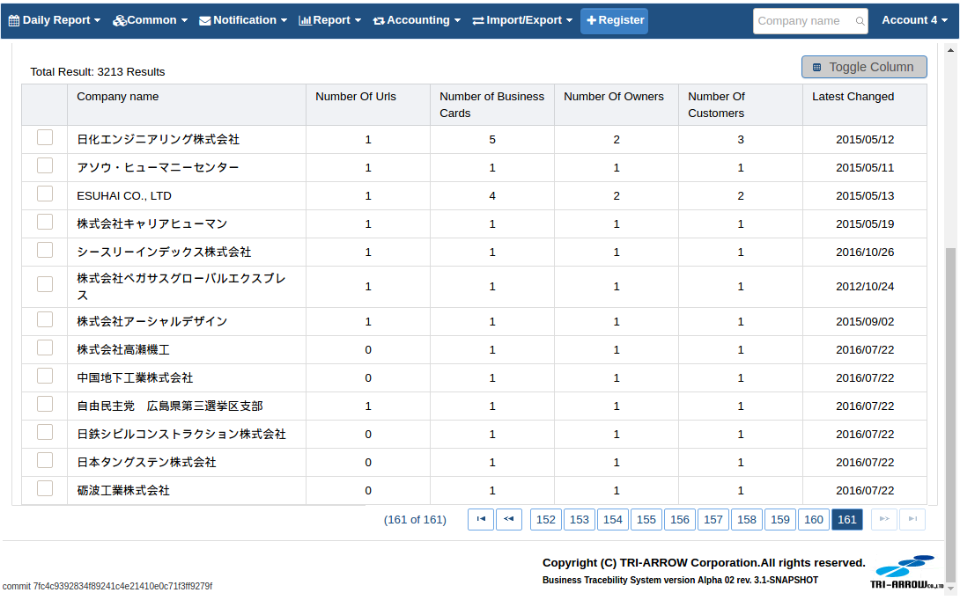 Daily Report Common Notification Report Accounting Import/Export Register Company name Account 4
Total Result: 3213 Results Toggle Column
Company name Number Of Urls Number of Business Cards Number Of Owners Number Of Customers Latest Changed
日化エンジニアリング株式会社 1 5 2 3 2015/05/12
アソウ・ヒューマニーセンター 1 1 1 1 2015/05/11
ESUHAI CO., LTD 1 4 2 2 2015/05/13
株式会社キャリアヒューマン 1 1 1 1 2015/05/19
シースリーインデックス株式会社 1 1 1 1 2016/10/26
株式会社ペガサスグローバルエクスプレ
ス 1 1 1 1 2012/10/24
株式会社アーシャルデザイン 1 1 1 1 2015/09/02
株式会社高瀬機工 0 1 1 1 2016/07/22
中国地下工業株式会社 0 1 1 1 2016/07/22
自由民主党　広島県第三選挙区支部 1 1 1 1 2016/07/22
日鉄シビルコンストラクション株式会社 0 1 1 1 2016/07/22
日本タングステン株式会社 0 1 1 1 2016/07/22
砺波工業株式会社 0 1 1 1 2016/07/22
(161 of 161) 152 153 154 155 156 157 158 159 160 161
Copyright (C) TRI-ARROW Corporation.All rights reserved.
Business Tracebility System version Alpha 02 rev. 3.1-SNAPSHOT
TRI-ARROW Co.,LTD
commit 7fc4c9392834f89241c4e21410e0c71f3ff9279f